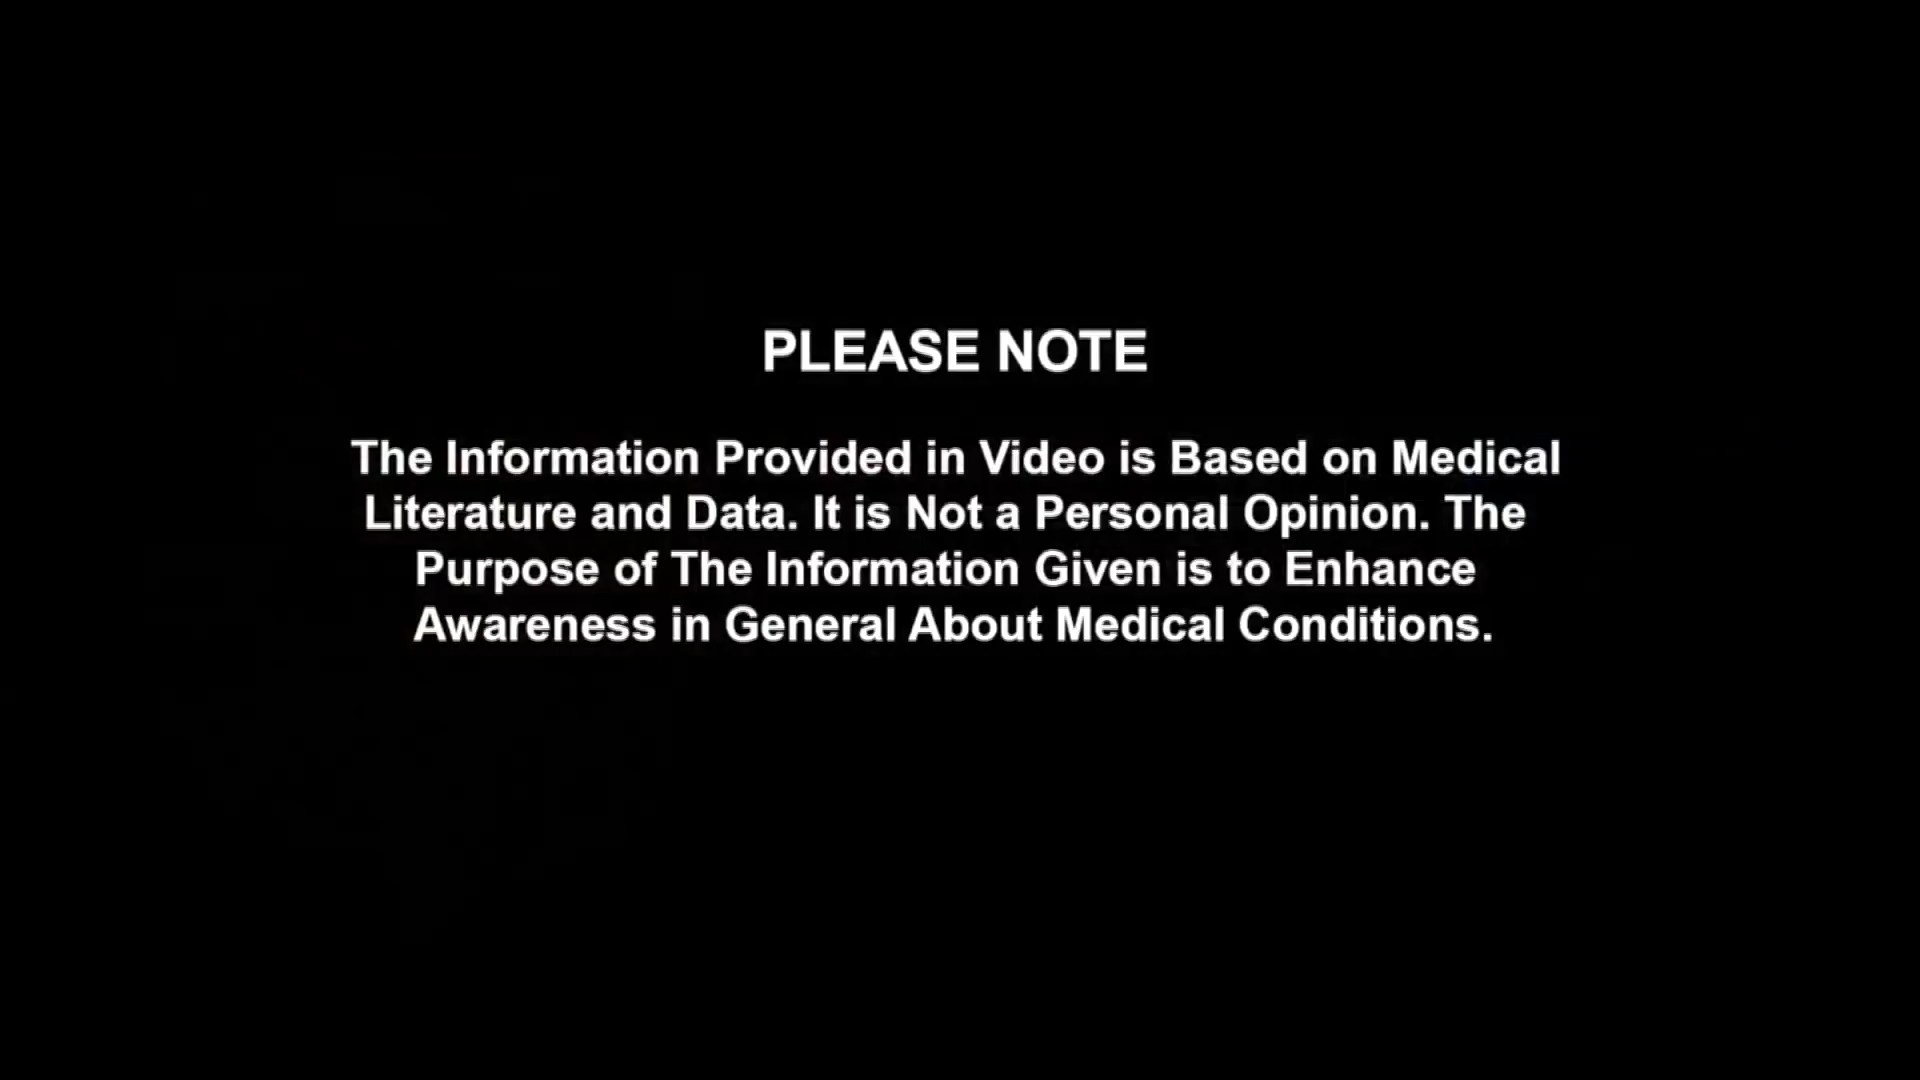 PLEASE NOTE
The Information Provided in Video is Based on Medical
Literature and Data. It is Not a Personal Opinion. The
Purpose of The Information Given is to Enhance
Awareness in General About Medical Conditions.